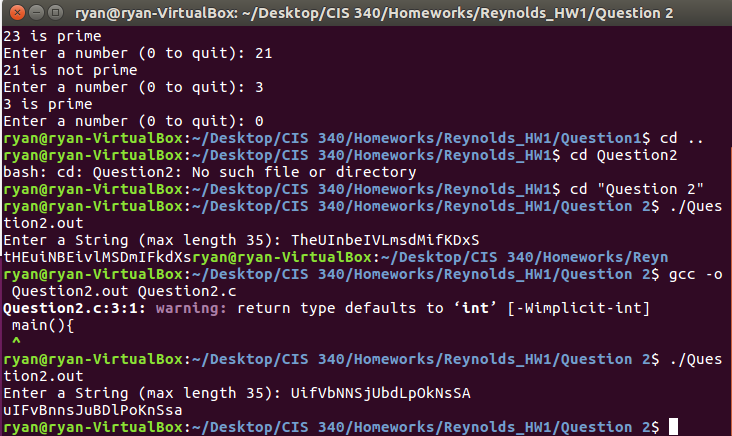 ryan@ryan-VirtualBox: ~/Desktop/CIS 340/Homeworks/Reynolds_HW1/Question 2
23 is prime
Enter a number (0 to quit): 21
21 is not prime
Enter a number (0 to quit): 3
3 is prime
Enter a number (0 to quit): 0
ryan@ryan-VirtualBox:~/Desktop/CIS 340/Homeworks/Reynolds_HW1/Question1$ cd ..
ryan@ryan-VirtualBox:~/Desktop/CIS 340/Homeworks/Reynolds_HW1$ cd Question2
bash: cd: Question2: No such file or directory
ryan@ryan-VirtualBox:~/Desktop/CIS 340/Homeworks/Reynolds_HW1$ cd "Question 2"
ryan@ryan-VirtualBox:~/Desktop/CIS 340/Homeworks/Reynolds_HW1/Question 2$ ./Ques
tion2.out
Enter a String (max length 35): TheUInbeIVLmsdMifKDxS
tHEuiNBEivlMSDmIFkdXsryan@ryan-VirtualBox:~/Desktop/CIS 340/Homeworks/Reyn
ryan@ryan-VirtualBox:~/Desktop/CIS 340/Homeworks/Reynolds_HW1/Question 2$ gcc -o
 Question2.out Question2.c
Question2.c:3:1: warning: return type defaults to ‘int’ [-Wimplicit-int]
 main(){
 ^
ryan@ryan-VirtualBox:~/Desktop/CIS 340/Homeworks/Reynolds_HW1/Question 2$ ./Ques
tion2.out
Enter a String (max length 35): UifVbNNSjUbdLpOkNsSA
uIFvBnnsJuBDlPoKnSsa
ryan@ryan-VirtualBox:~/Desktop/CIS 340/Homeworks/Reynolds_HW1/Question 2$